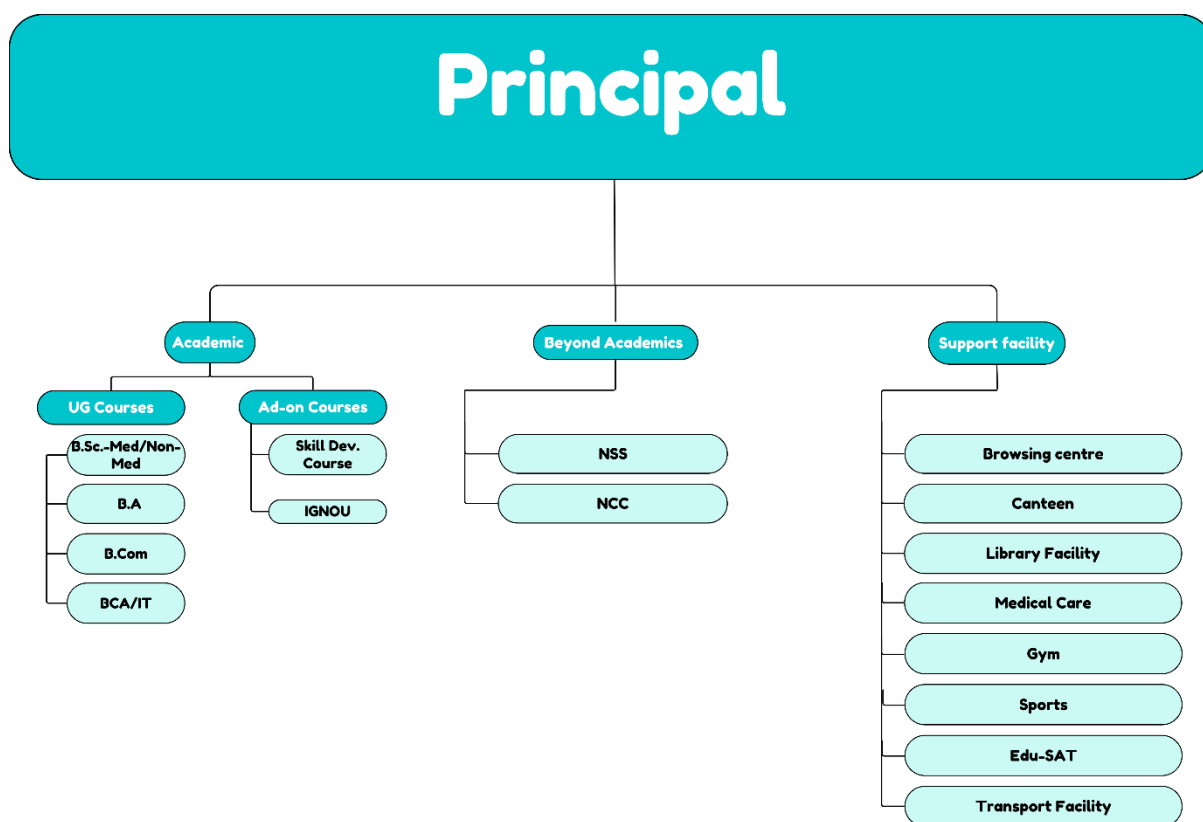 Principal
Academic
Beyond Academics
Support facility
UG Courses
Ad-on Courses
B.Sc.-Med/Non-
Med
B.A
B.Com
BCA/IT
Skill Dev.
Course
IGNOU
NSS
NCC
Browsing centre
Canteen
Library Facility
Medical Care
Gym
Sports
Edu-SAT
Transport Facility